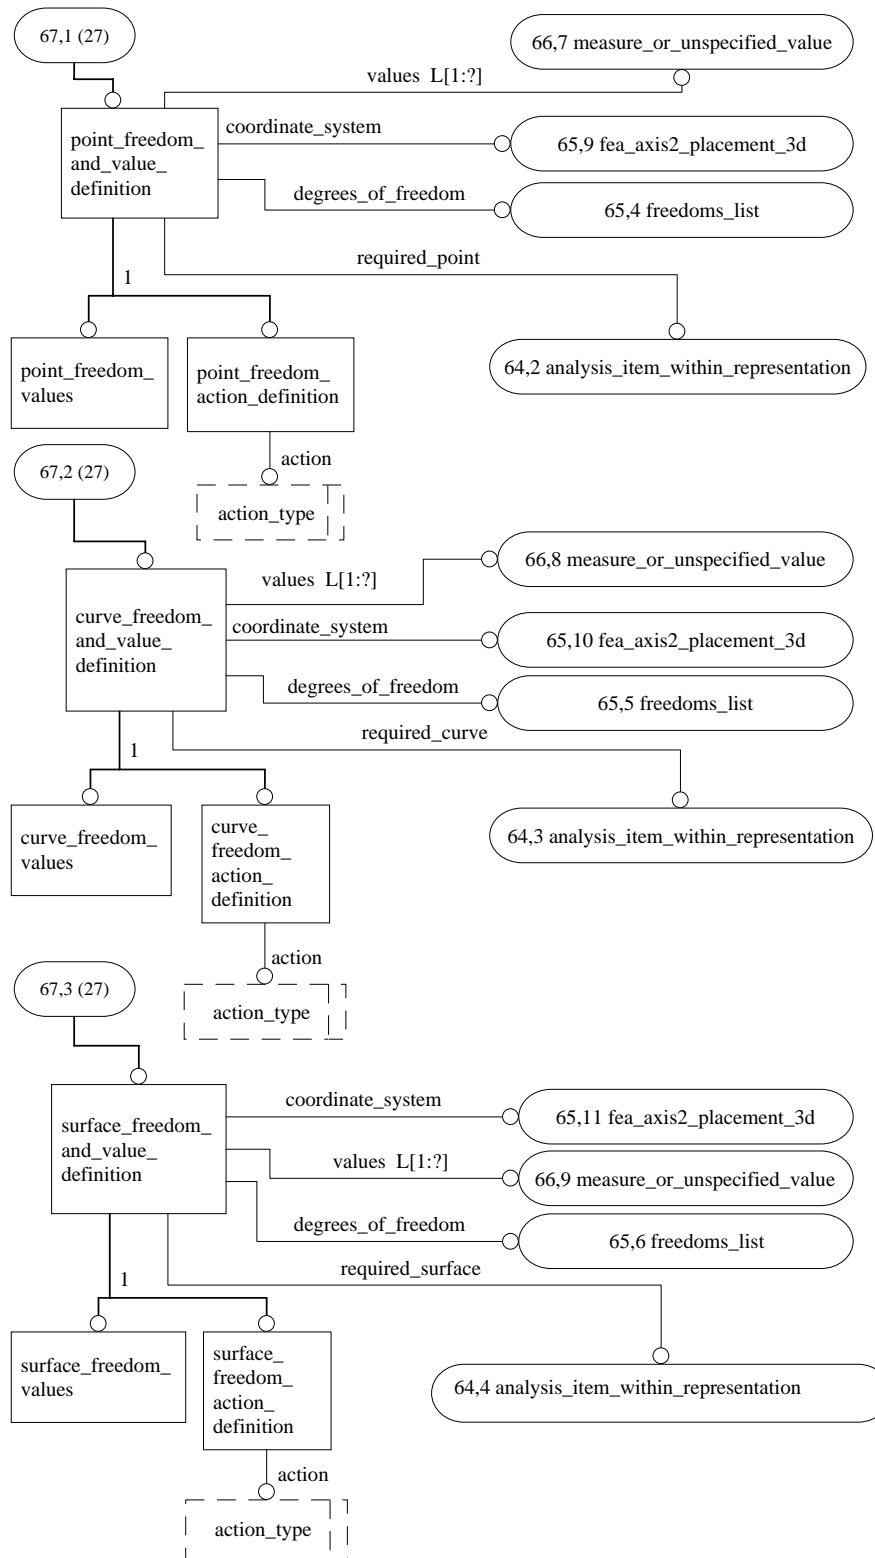 67,1 (27)
66,7 measure_or_unspecified_value
values L[1:?]
point_freedom_
and_value_
definition
coordinate_system
65,9 fea_axis2_placement_3d
degrees_of_freedom
65,4 freedoms_list
required_point
1
64,2 analysis_item_within_representation
point_freedom_
values
point_freedom_
action_definition
action
action_type
67,2 (27)
values L[1:?]
66,8 measure_or_unspecified_value
curve_freedom_
and_value_
definition
coordinate_system
65,10 fea_axis2_placement_3d
degrees_of_freedom
65,5 freedoms_list
required_curve
1
64,3 analysis_item_within_representation
curve_freedom_
values
curve_
freedom_
action_
definition
action
action_type
67,3 (27)
surface_freedom_
and_value_
definition
coordinate_system
65,11 fea_axis2_placement_3d
values L[1:?]
66,9 measure_or_unspecified_value
degrees_of_freedom
65,6 freedoms_list
required_surface
1
64,4 analysis_item_within_representation
surface_freedom_
values
surface_
freedom_
action_
definition
action
action_type